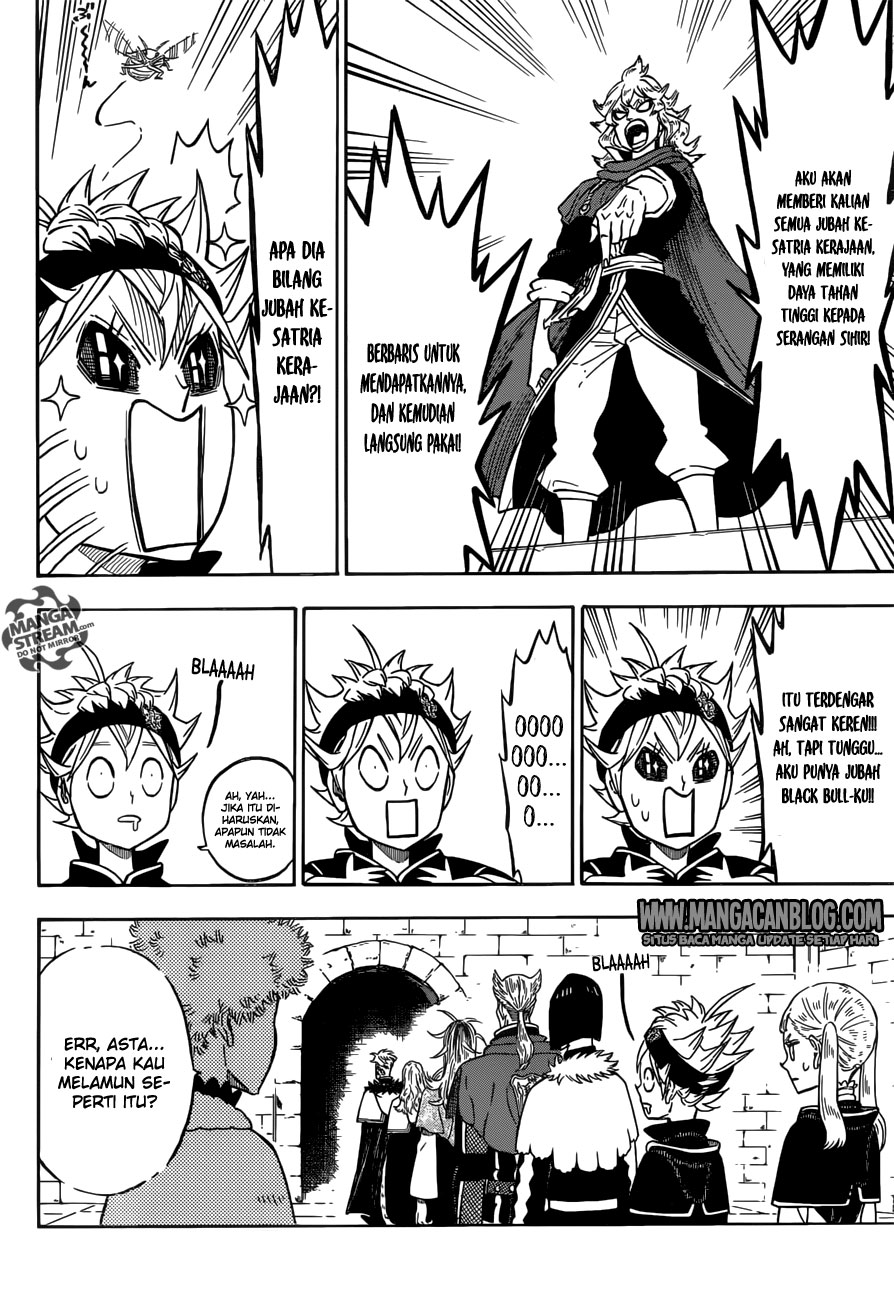 AKU AKAN
MEMBERI KALIAN
SEMUA JUBAH KE-
SATRIA KERAJAAN,
YANG MEMILIKI
DAYA TAHAN
TINGGI KEPADA
SERANGAN SIHIR!
BERBARIS UNTUK
MENDAPATKANNYA,
DAN KEMUDIAN
LANGSUNG PAKAI!
APA DIA
BILANG
JUBAH KE-
SATRIA
KERA-
JAAN?!
ITU TERDENGAR
SANGAT KEREN!!!
AH, TAPI TUNGGU...
AKU PUNYA JUBAH
BLACK BULL-KU!!
OOOO
OOO...
OO...
O...
BLAAAAH
AH, YAH...
JIKA ITU DI-
HARUSKAN,
APAPUN TIDAK
MASALAH.
MANGA
STREAM.com
DO NOT MIRROR
WWW.MANGACANBLOG.COM
SITUS BACA MANGA UPDATE SETIAP HARI
BLAAAAH
ERR, ASTA...
KENAPA KAU
MELAMUN SE-
PERTI ITU?